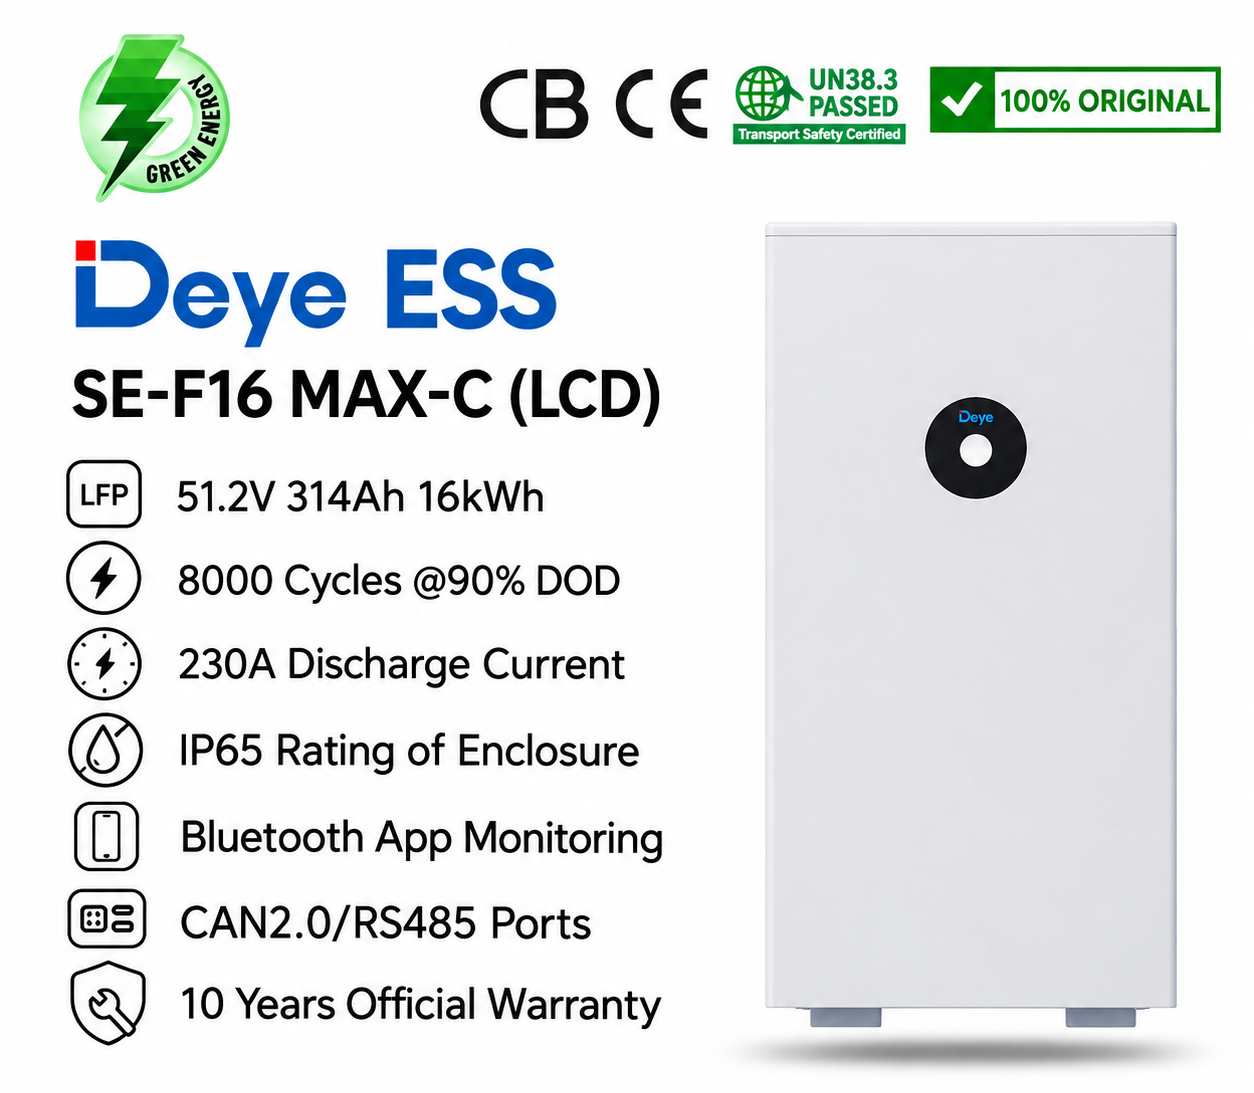 GREEN ENERGY
CB CE
UN38.3
PASSED
Transport Safety Certified
100% ORIGINAL
Deye ESS
SE-F16 MAX-C (LCD)
Deye
LFP
51.2V 314Ah 16kWh
8000 Cycles @90% DOD
230A Discharge Current
IP65 Rating of Enclosure
Bluetooth App Monitoring
CAN2.0/RS485 Ports
10 Years Official Warranty